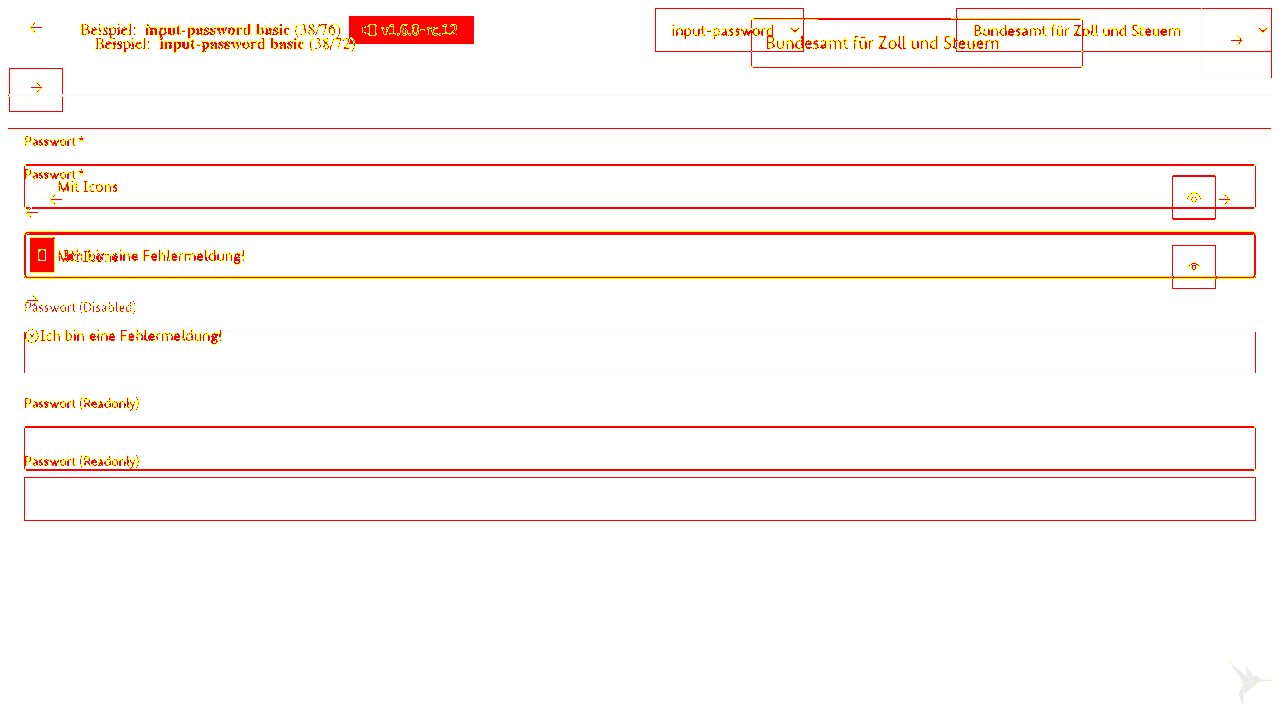 Beispiel: input-password basic (38/76) v1.6.0-rc.12 input-password Bundesamt für Zoll und Steuern
Beispiel: input-password basic (38/72) Bundesamt für Zoll und Steuern
Passwort *
Passwort *
Mit Icons
Ich bin eine Fehlermeldung!
Mit Icons
Passwort (Disabled)
Ich bin eine Fehlermeldung!
Passwort (Readonly)
Passwort (Readonly)